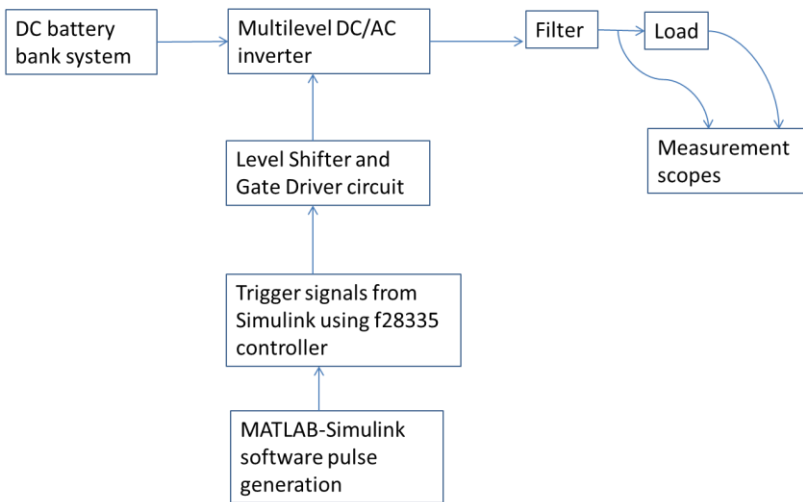 DC battery
bank system
Multilevel DC/AC
inverter
Filter
Load
Measurement
scopes
Level Shifter and
Gate Driver circuit
Trigger signals from
Simulink using f28335
controller
MATLAB-Simulink
software pulse
generation